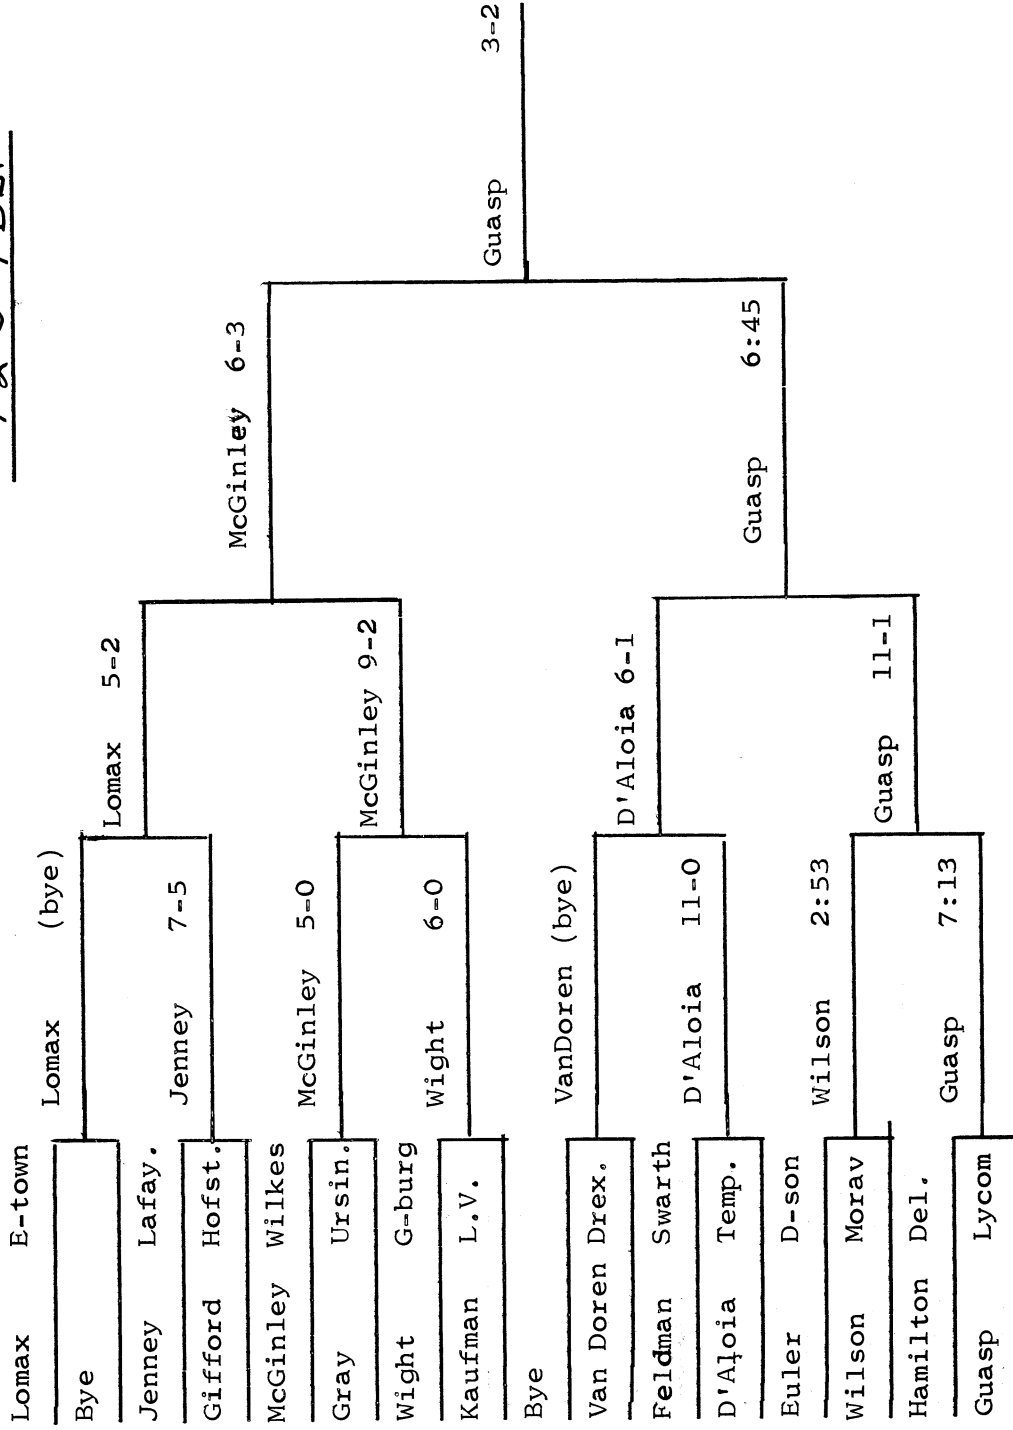 Lomax E-town
Bye
Jenney Lafay.
Gifford Hofst.
McGinley Wilkes
Gray Ursin.
Wight G-burg
Kaufman L.V.
Bye
Van Doren Drex.
Feldman Swarth
D'Aloia Temp.
Euler D-son
Wilson Morav
Hamilton Del.
Guasp Lycom
Lomax (bye)
Jenney 7-5
McGinley 5-0
Wight 6-0
VanDoren (bye)
D'Aloia 11-0
Wilson 2:53
Guasp 7:13
Lomax 5-2
McGinley 9-2
D'Aloia 6-1
Guasp 11-1
McGinley 6-3
Guasp 6:45
Guasp 3-2